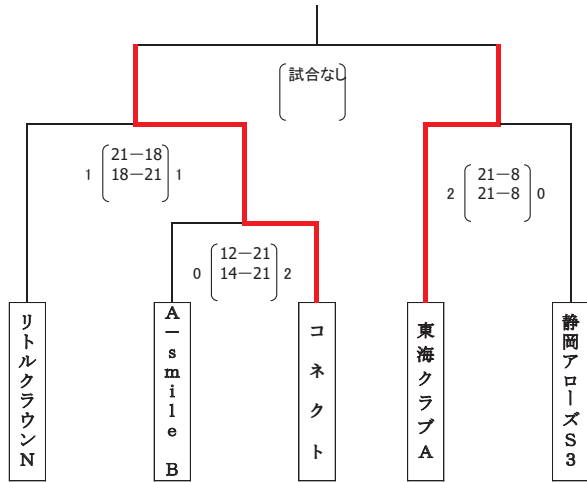 試合なし
21－18
1 18－21 1
21－8
2 21－8 0
12－21
0 14－21 2
リトルクラウンN
A－smile B
コネクト
東海クラブA
静岡アローズS3